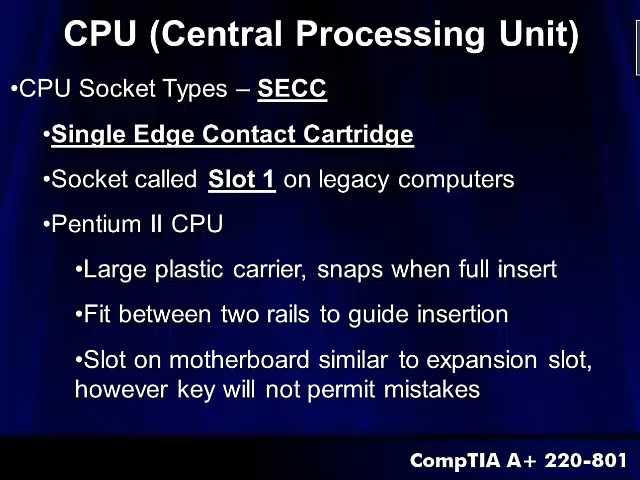 CPU (Central Processing Unit)
•CPU Socket Types – SECC
•Single Edge Contact Cartridge
•Socket called Slot 1 on legacy computers
•Pentium II CPU
•Large plastic carrier, snaps when full insert
•Fit between two rails to guide insertion
•Slot on motherboard similar to expansion slot,
however key will not permit mistakes
CompTIA A+ 220-801